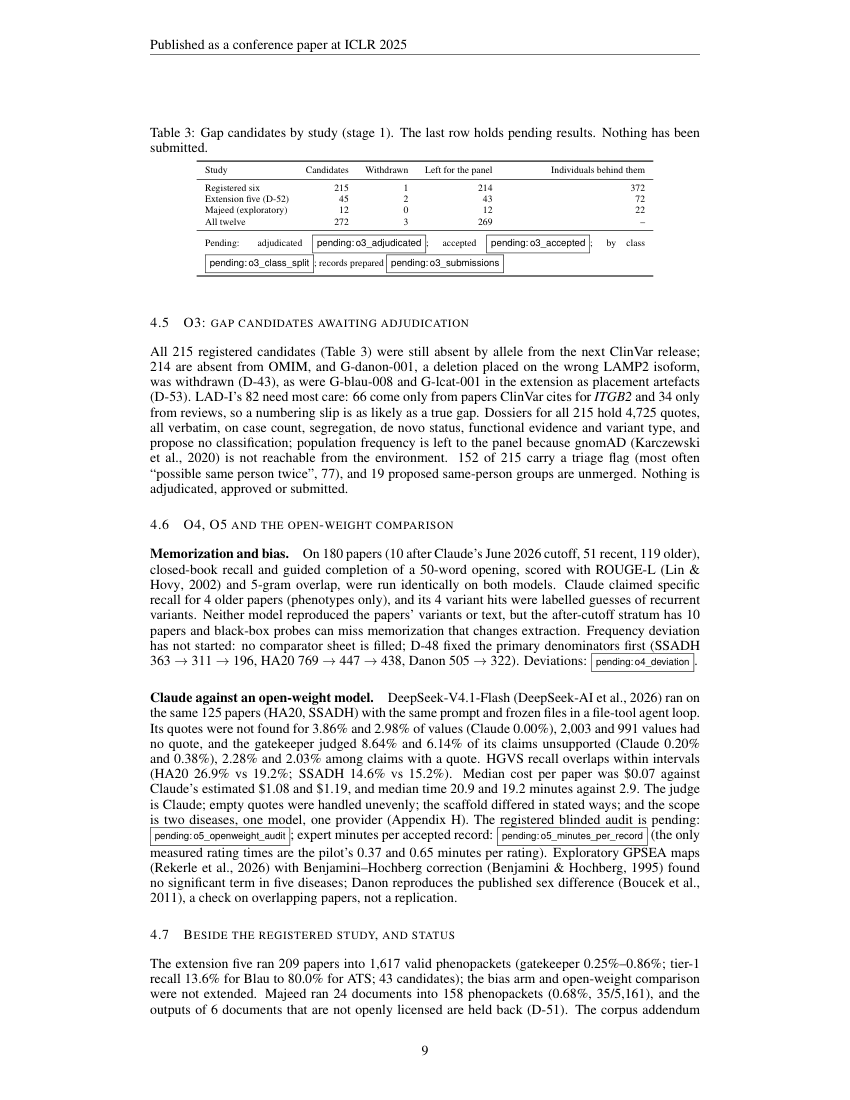 Published as a conference paper at ICLR 2025
Table 3: Gap candidates by study (stage 1). The last row holds pending results. Nothing has been
submitted.
Study Candidates Withdrawn Left for the panel Individuals behind them
Registered six 215 1 214 372
Extension five (D-52) 45 2 43 72
Majeed (exploratory) 12 0 12 22
All twelve 272 3 269 –
Pending: adjudicated pending: o3_adjudicated ; accepted pending: o3_accepted ; by class
pending: o3_class_split ; records prepared pending: o3_submissions
4.5 O3: GAP CANDIDATES AWAITING ADJUDICATION
All 215 registered candidates (Table 3) were still absent by allele from the next ClinVar release;
214 are absent from OMIM, and G-danon-001, a deletion placed on the wrong LAMP2 isoform,
was withdrawn (D-43), as were G-blau-008 and G-lcat-001 in the extension as placement artefacts
(D-53). LAD-I's 82 need most care: 66 come only from papers ClinVar cites for ITGB2 and 34 only
from reviews, so a numbering slip is as likely as a true gap. Dossiers for all 215 hold 4,725 quotes,
all verbatim, on case count, segregation, de novo status, functional evidence and variant type, and
propose no classification; population frequency is left to the panel because gnomAD (Karczewski
et al., 2020) is not reachable from the environment. 152 of 215 carry a triage flag (most often
“possible same person twice”, 77), and 19 proposed same-person groups are unmerged. Nothing is
adjudicated, approved or submitted.
4.6 O4, O5 AND THE OPEN-WEIGHT COMPARISON
Memorization and bias. On 180 papers (10 after Claude's June 2026 cutoff, 51 recent, 119 older),
closed-book recall and guided completion of a 50-word opening, scored with ROUGE-L (Lin &
Hovy, 2002) and 5-gram overlap, were run identically on both models. Claude claimed specific
recall for 4 older papers (phenotypes only), and its 4 variant hits were labelled guesses of recurrent
variants. Neither model reproduced the papers' variants or text, but the after-cutoff stratum has 10
papers and black-box probes can miss memorization that changes extraction. Frequency deviation
has not started: no comparator sheet is filled; D-48 fixed the primary denominators first (SSADH
363 → 311 → 196, HA20 769 → 447 → 438, Danon 505 → 322). Deviations: pending: o4_deviation .
Claude against an open-weight model. DeepSeek-V4.1-Flash (DeepSeek-AI et al., 2026) ran on
the same 125 papers (HA20, SSADH) with the same prompt and frozen files in a file-tool agent loop.
Its quotes were not found for 3.86% and 2.98% of values (Claude 0.00%), 2,003 and 991 values had
no quote, and the gatekeeper judged 8.64% and 6.14% of its claims unsupported (Claude 0.20%
and 0.38%), 2.28% and 2.03% among claims with a quote. HGVS recall overlaps within intervals
(HA20 26.9% vs 19.2%; SSADH 14.6% vs 15.2%). Median cost per paper was $0.07 against
Claude's estimated $1.08 and $1.19, and median time 20.9 and 19.2 minutes against 2.9. The judge
is Claude; empty quotes were handled unevenly; the scaffold differed in stated ways; and the scope
is two diseases, one model, one provider (Appendix H). The registered blinded audit is pending:
pending: o5_openweight_audit ; expert minutes per accepted record: pending: o5_minutes_per_record (the only
measured rating times are the pilot's 0.37 and 0.65 minutes per rating). Exploratory GPSEA maps
(Rekerle et al., 2026) with Benjamini–Hochberg correction (Benjamini & Hochberg, 1995) found
no significant term in five diseases; Danon reproduces the published sex difference (Boucek et al.,
2011), a check on overlapping papers, not a replication.
4.7 BESIDE THE REGISTERED STUDY, AND STATUS
The extension five ran 209 papers into 1,617 valid phenopackets (gatekeeper 0.25%–0.86%; tier-1
recall 13.6% for Blau to 80.0% for ATS; 43 candidates); the bias arm and open-weight comparison
were not extended. Majeed ran 24 documents into 158 phenopackets (0.68%, 35/5,161), and the
outputs of 6 documents that are not openly licensed are held back (D-51). The corpus addendum
9